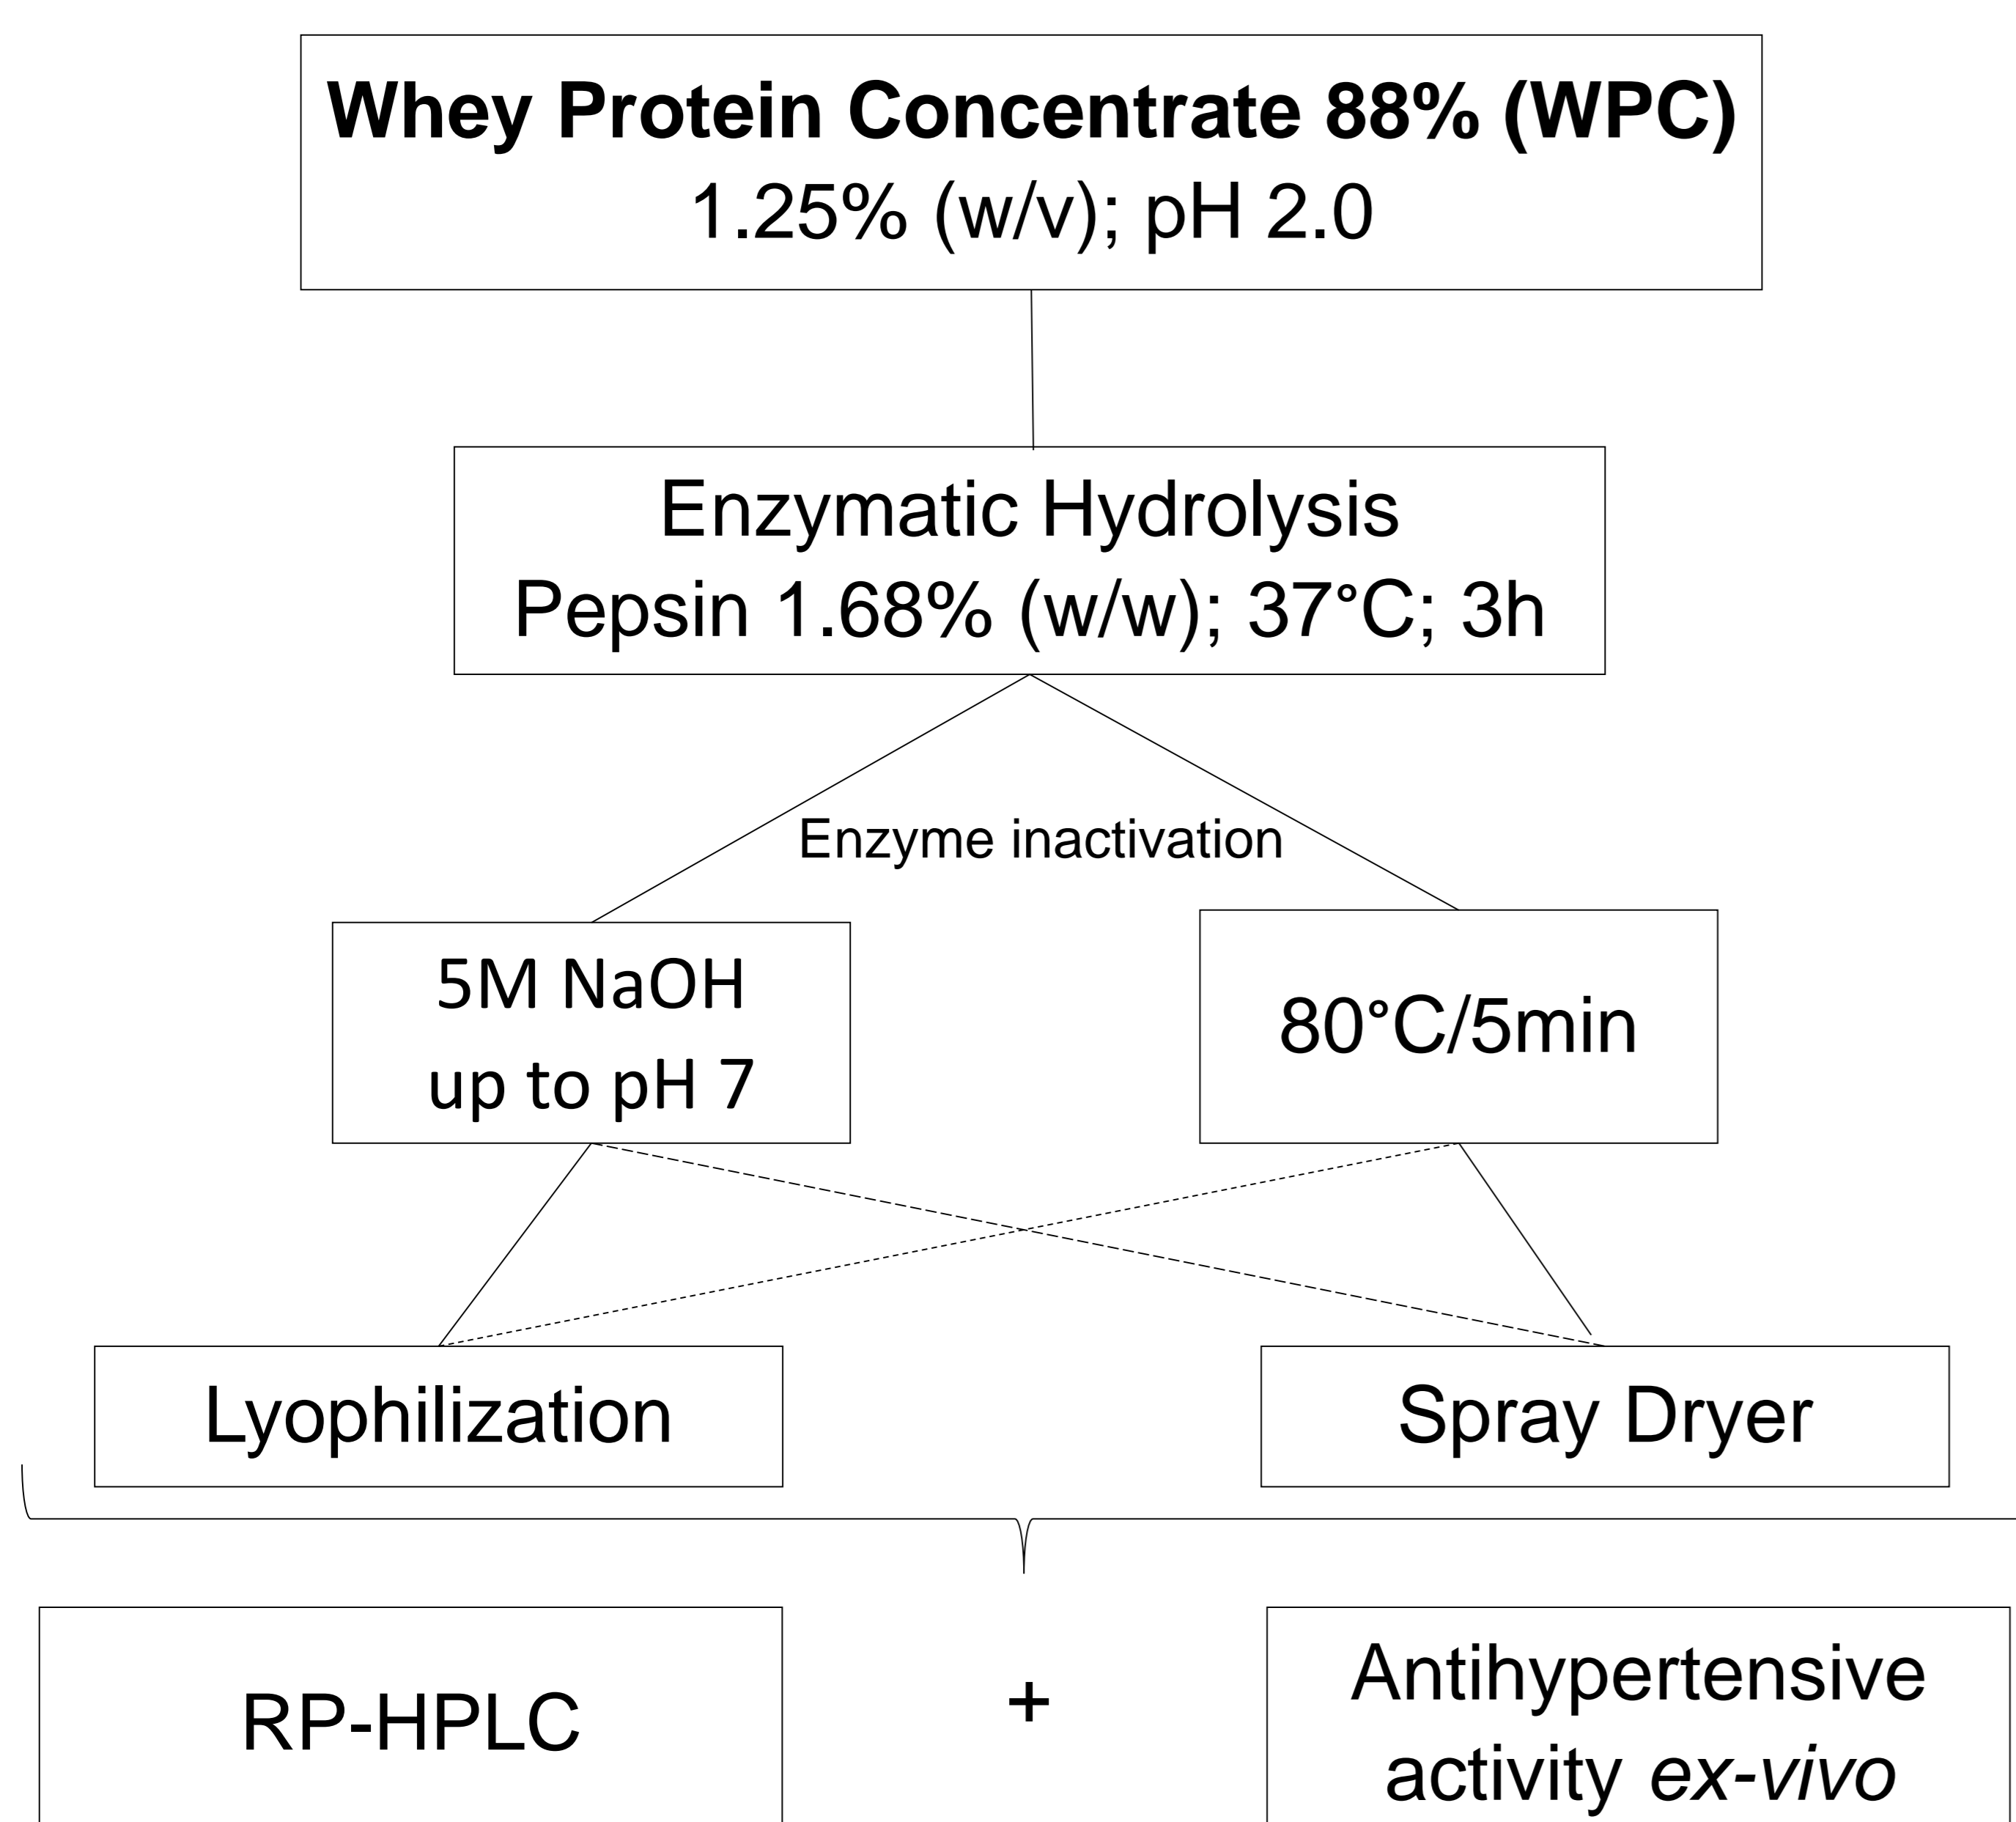 Whey Protein Concentrate 88% (WPC)
1.25% (w/v); pH 2.0
Enzymatic Hydrolysis
Pepsin 1.68% (w/w); 37°C; 3h
Enzyme inactivation
5M NaOH
up to pH 7
80°C/5min
Lyophilization
Spray Dryer
RP-HPLC
+
Antihypertensive
activity ex-vivo